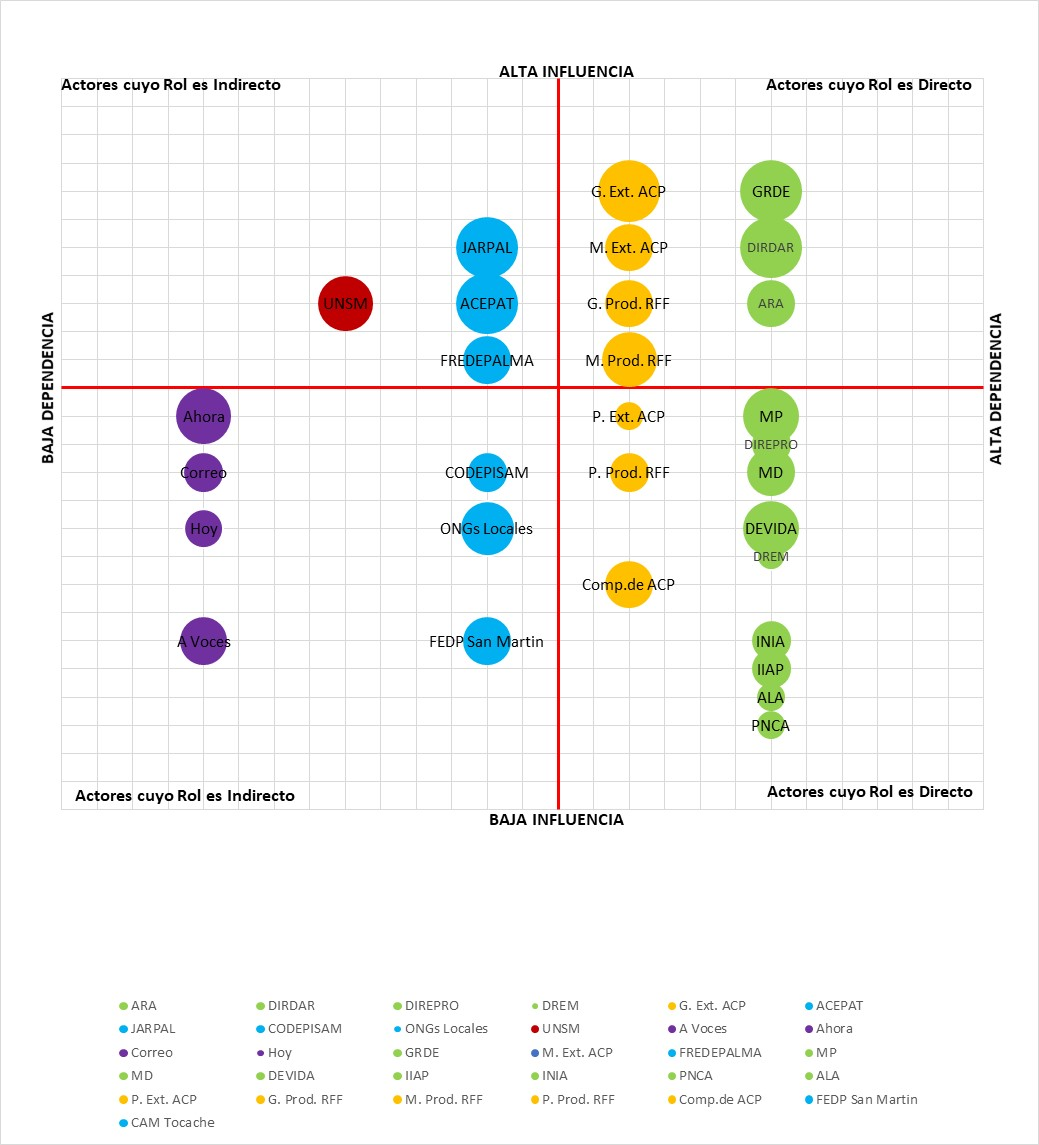 ALTA INFLUENCIA
Actores cuyo Rol es Indirecto
Actores cuyo Rol es Directo
G. Ext. ACP
GRDE
JARPAL
M. Ext. ACP
DIRDAR
UNSM
ACEPAT
G. Prod. RFF
ARA
FREDEPALMA
M. Prod. RFF
BAJA DEPENDENCIA
ALTA DEPENDENCIA
Ahora
P. Ext. ACP
MP
DIREPRO
Correo
CODEPISAM
P. Prod. RFF
MD
Hoy
ONGs Locales
DEVIDA
DREM
Comp.de ACP
A Voces
FEDP San Martin
INIA
IIAP
ALA
PNCA
Actores cuyo Rol es Indirecto
Actores cuyo Rol es Directo
BAJA INFLUENCIA
ARA DIRDAR DIREPRO DREM G. Ext. ACP ACEPAT
JARPAL CODEPISAM ONGs Locales UNSM A Voces Ahora
Correo Hoy GRDE M. Ext. ACP FREDEPALMA MP
MD DEVIDA IIAP INIA PNCA ALA
P. Ext. ACP G. Prod. RFF M. Prod. RFF P. Prod. RFF Comp.de ACP FEDP San Martin
CAM Tocache